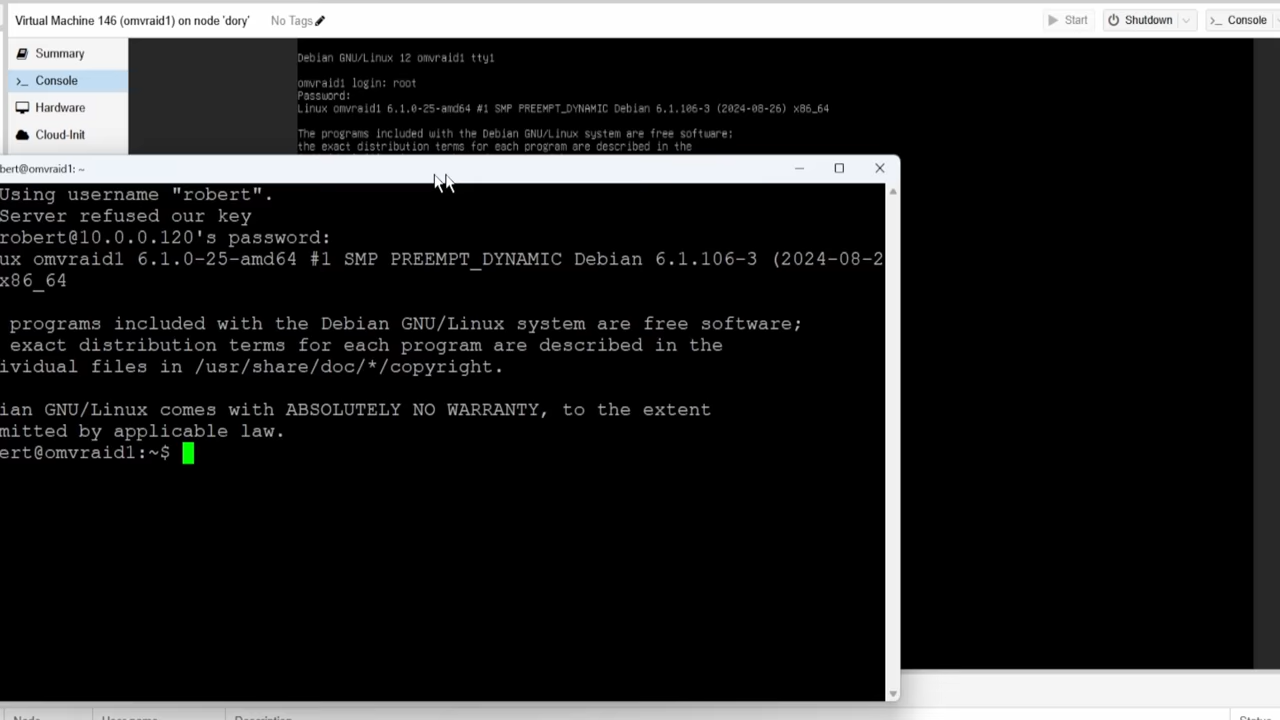 Virtual Machine 146 (omvraid1) on node 'dory' No Tags Start Shutdown Console
Summary
Console
Hardware
Cloud-Init
Debian GNU/Linux 12 omvraid1 tty1
omvraid1 login: root
Password:
Linux omvraid1 6.1.0-25-amd64 #1 SMP PREEMPT_DYNAMIC Debian 6.1.106-3 (2024-08-26) x86_64
The programs included with the Debian GNU/Linux system are free software;
the exact distribution terms for each program are described in the
bert@omvraid1: ~
Using username "robert".
Server refused our key
robert@10.0.0.120's password:
ux omvraid1 6.1.0-25-amd64 #1 SMP PREEMPT_DYNAMIC Debian 6.1.106-3 (2024-08-2
x86_64
programs included with the Debian GNU/Linux system are free software;
exact distribution terms for each program are described in the
ividual files in /usr/share/doc/*/copyright.
ian GNU/Linux comes with ABSOLUTELY NO WARRANTY, to the extent
mitted by applicable law.
ert@omvraid1:~$
Node User name Description Status